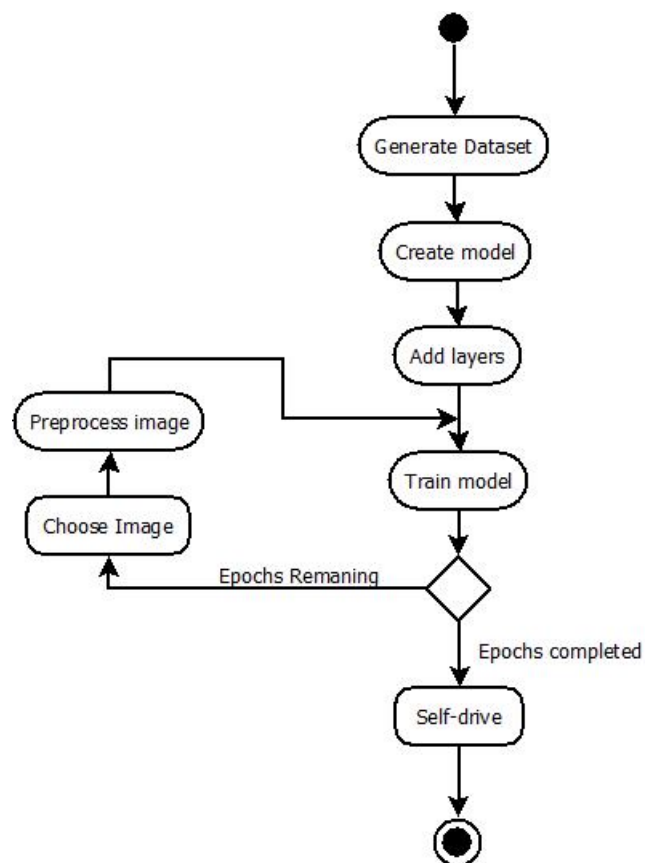 Generate Dataset
Create model
Add layers
Preprocess image
Train model
Choose Image
Epochs Remaning
Epochs completed
Self-drive